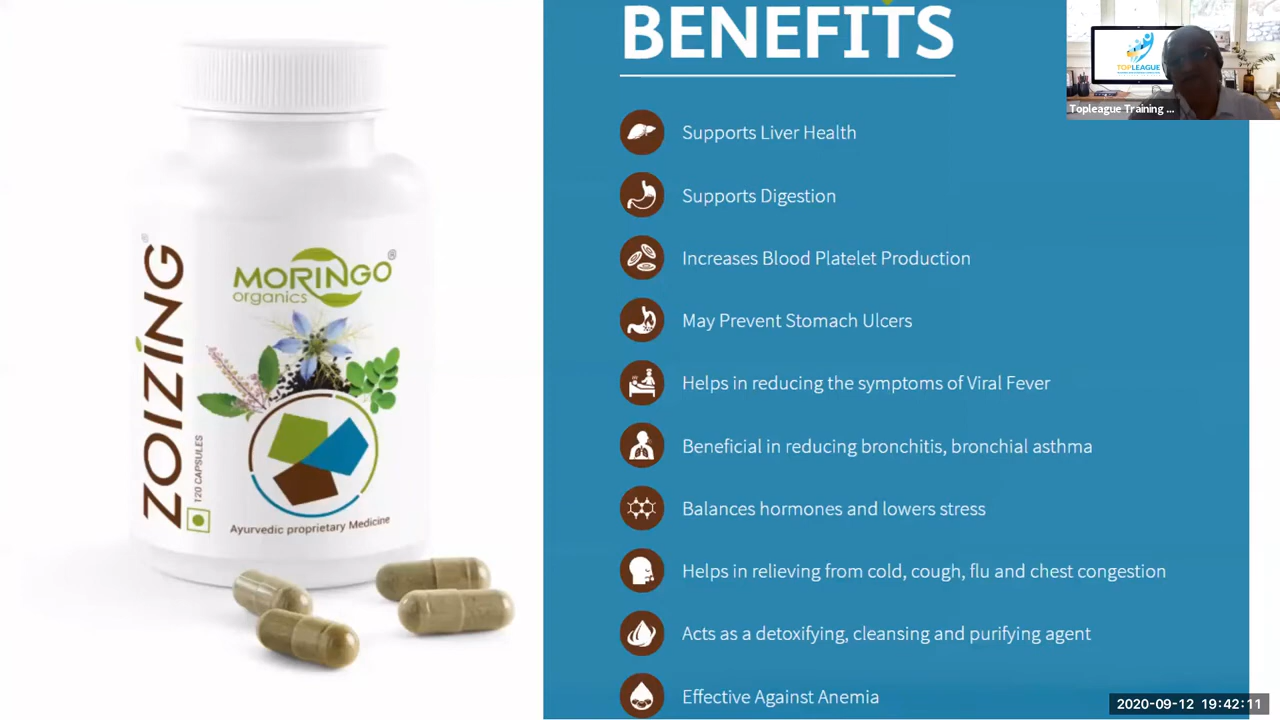 BENEFITS
Supports Liver Health
Supports Digestion
Increases Blood Platelet Production
May Prevent Stomach Ulcers
Helps in reducing the symptoms of Viral Fever
Beneficial in reducing bronchitis, bronchial asthma
Balances hormones and lowers stress
Helps in relieving from cold, cough, flu and chest congestion
Acts as a detoxifying, cleansing and purifying agent
Effective Against Anemia
ZOIZING
120 CAPSULES
MORINGO®
organics
Ayurvedic proprietary Medicine
TOPLEAGUE
Topleague Training ...
2020-09-12 19:42:11